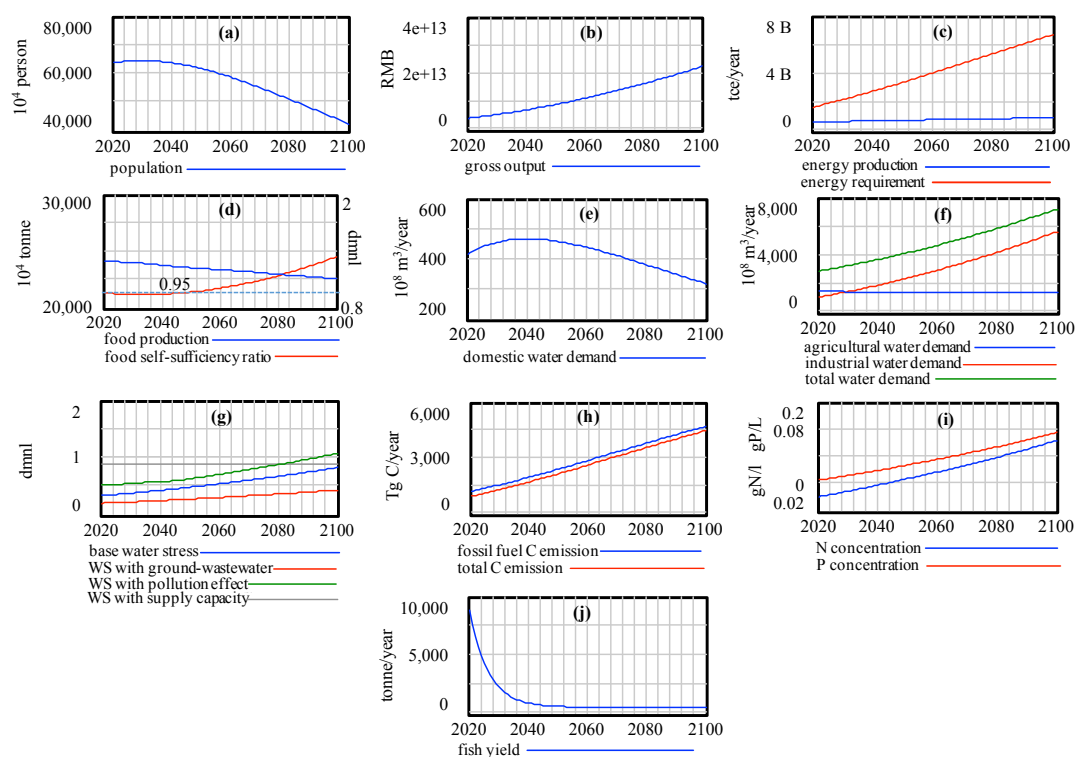 (a)
80,000
60,000
40,000
10⁴ person
2020 2040 2060 2080 2100
population
(b)
4e+13
2e+13
0
RMB
2020 2040 2060 2080 2100
gross output
(c)
8 B
4 B
0
tce/year
2020 2040 2060 2080 2100
energy production
energy requirement
(d)
30,000
20,000
10⁴ tonne
2
0.8
dmnl
0.95
2020 2040 2060 2080 2100
food production
food self-sufficiency ratio
(e)
600
400
200
10⁸ m³/year
2020 2040 2060 2080 2100
domestic water demand
(f)
8,000
4,000
0
10⁸ m³/year
2020 2040 2060 2080 2100
agricultural water demand
industrial water demand
total water demand
(g)
2
1
0
dmnl
2020 2040 2060 2080 2100
base water stress
WS with ground-wastewater
WS with pollution effect
WS with supply capacity
(h)
6,000
3,000
0
Tg C/year
2020 2040 2060 2080 2100
fossil fuel C emission
total C emission
(i)
0.2
0.08
0.02
gN/l gP/L
2020 2040 2060 2080 2100
N concentration
P concentration
(j)
10,000
5,000
0
tonne/year
2020 2040 2060 2080 2100
fish yield